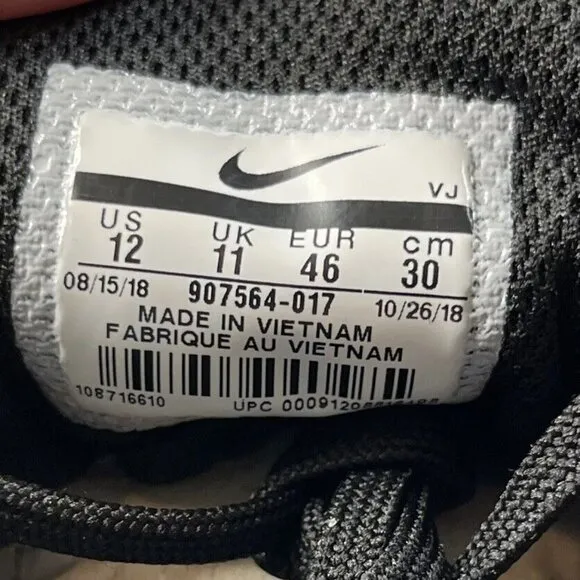 VJ
US UK EUR cm
12 11 46 30
08/15/18 907564-017 10/26/18
MADE IN VIETNAM
FABRIQUE AU VIETNAM
108716610 UPC